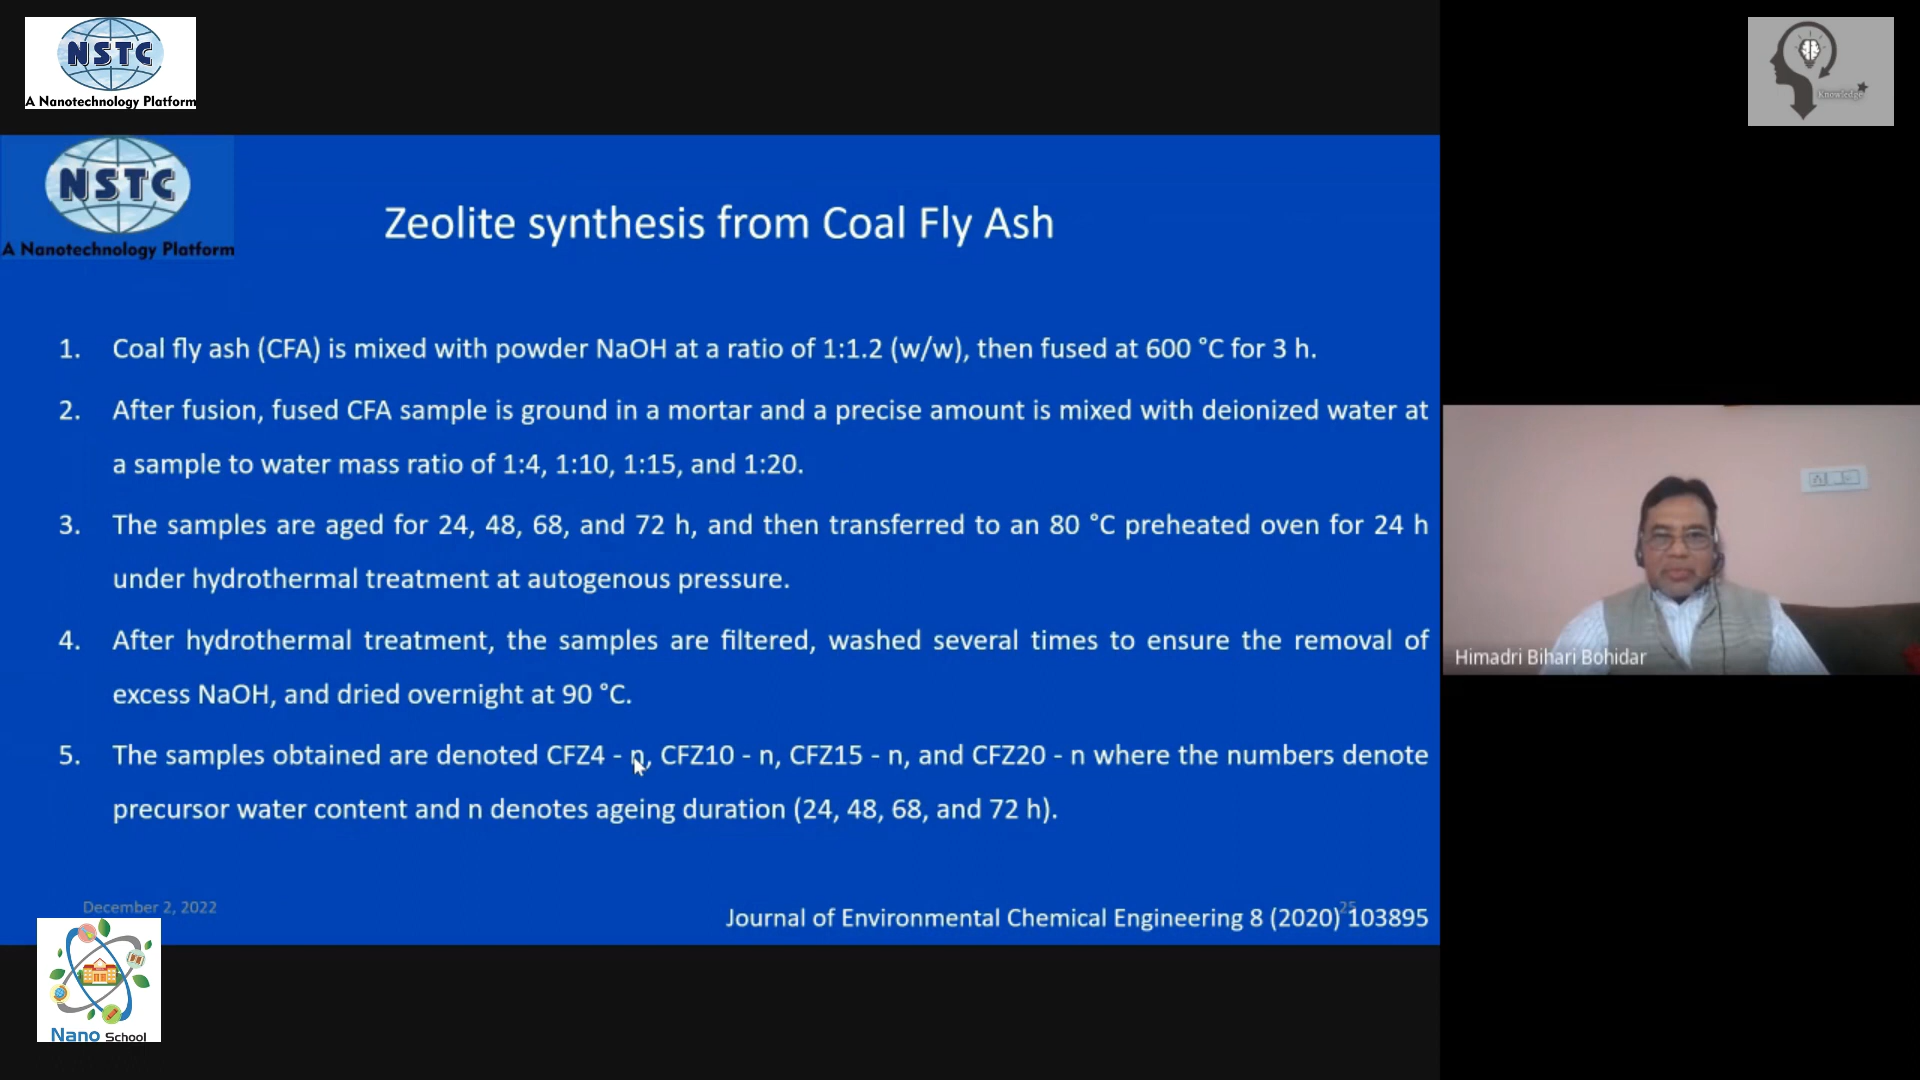 NSTC
A Nanotechnology Platform
Knowledge
NSTC
A Nanotechnology Platform
Zeolite synthesis from Coal Fly Ash
1. Coal fly ash (CFA) is mixed with powder NaOH at a ratio of 1:1.2 (w/w), then fused at 600 °C for 3 h.
2. After fusion, fused CFA sample is ground in a mortar and a precise amount is mixed with deionized water at
a sample to water mass ratio of 1:4, 1:10, 1:15, and 1:20.
3. The samples are aged for 24, 48, 68, and 72 h, and then transferred to an 80 °C preheated oven for 24 h
under hydrothermal treatment at autogenous pressure.
4. After hydrothermal treatment, the samples are filtered, washed several times to ensure the removal of
excess NaOH, and dried overnight at 90 °C.
5. The samples obtained are denoted CFZ4 - n, CFZ10 - n, CFZ15 - n, and CFZ20 - n where the numbers denote
precursor water content and n denotes ageing duration (24, 48, 68, and 72 h).
Himadri Bihari Bohidar
December 2, 2022
25
Journal of Environmental Chemical Engineering 8 (2020) 103895
Nano School